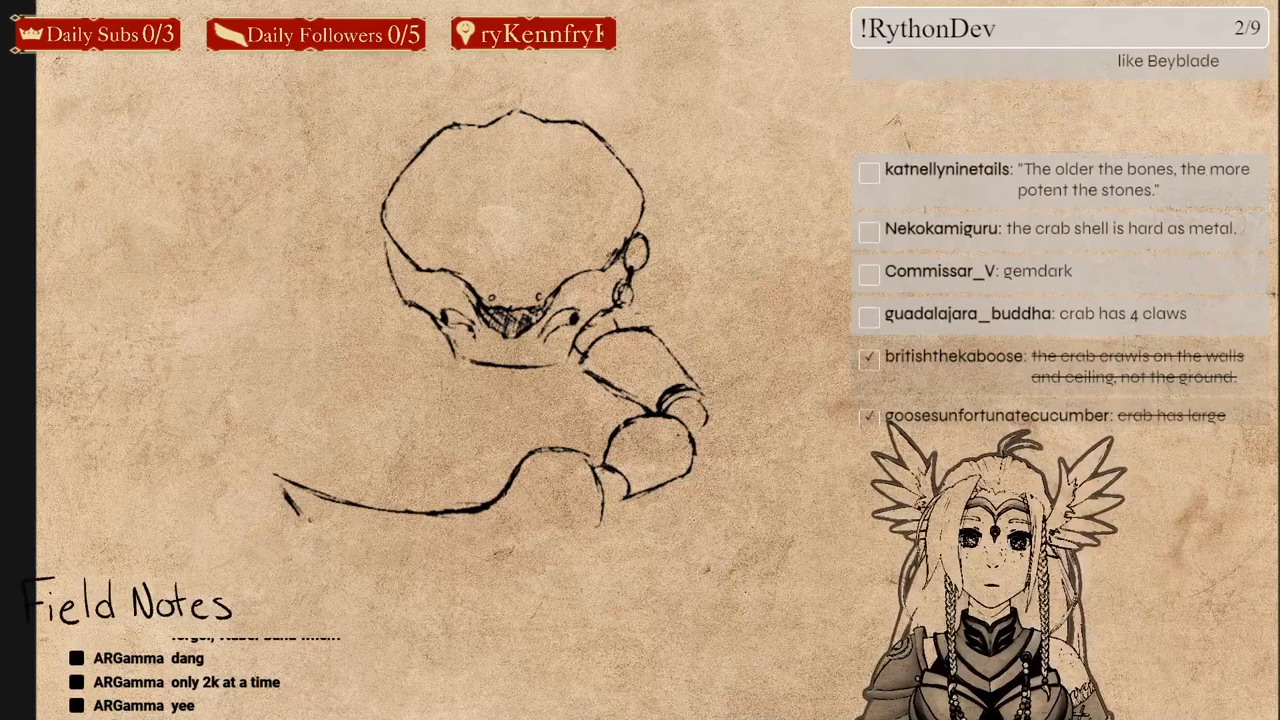 Daily Subs 0/3
Daily Followers 0/5
ryKennfryF
!RythonDev 2/9
like Beyblade
katnellyninetails: "The older the bones, the more
potent the stones."
Nekokamiguru: the crab shell is hard as metal.
Commissar_V: gemdark
guadalajara_buddha: crab has 4 claws
britishthekaboose: the crab crawls on the walls
and ceiling, not the ground.
goosesunfortunatecucumber: crab has large
Field Notes
ARGamma dang
ARGamma only 2k at a time
ARGamma yee